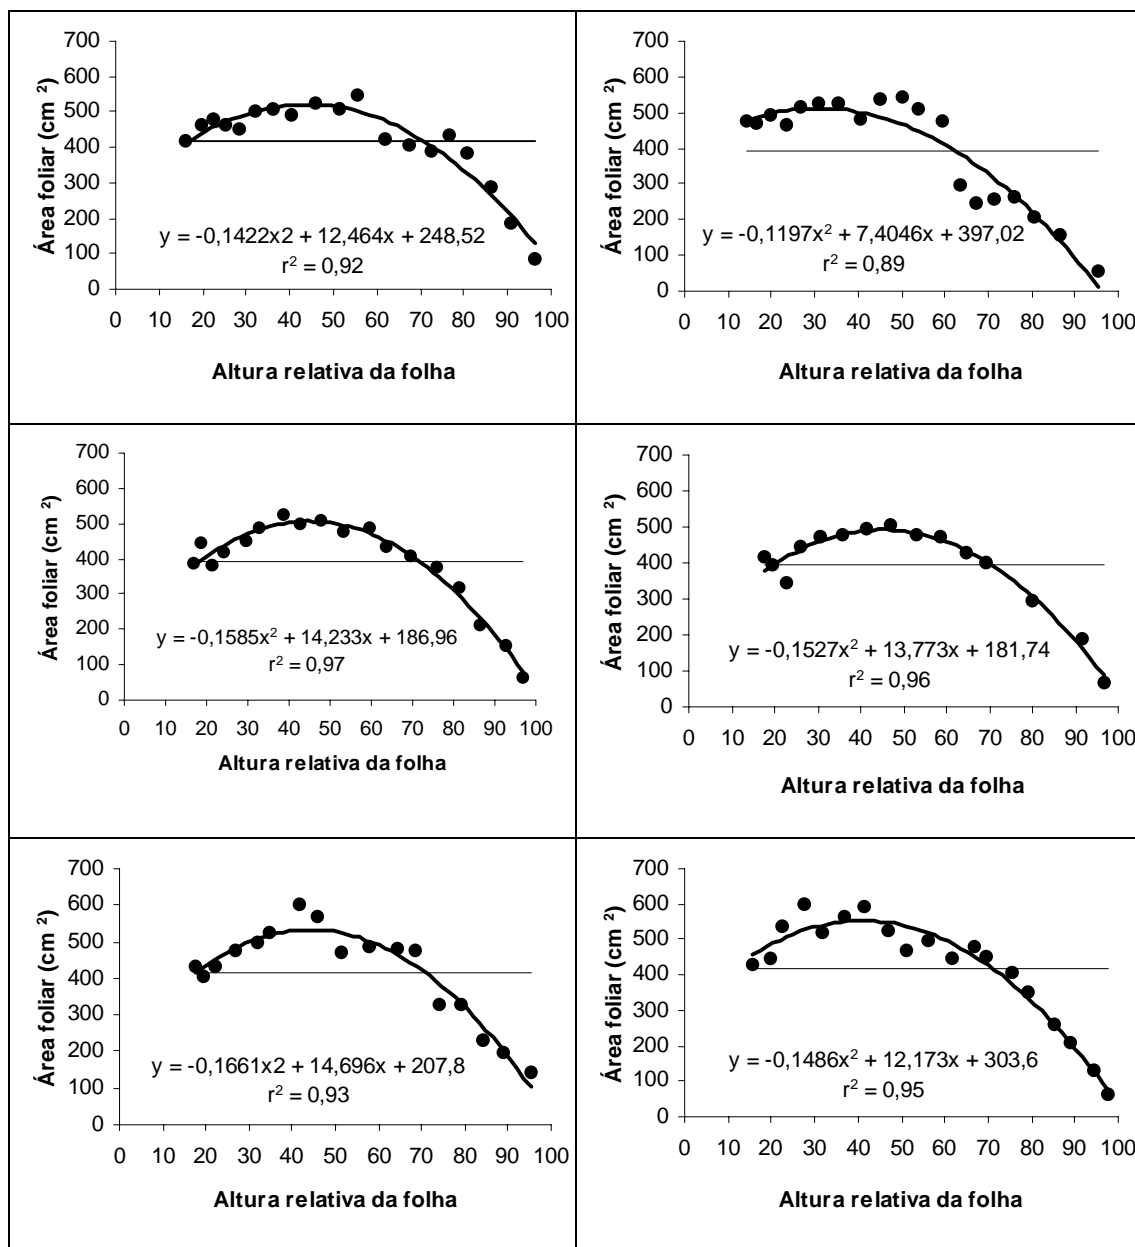 Área foliar (cm ²)
700
600
500
400
300
200
100
0
y = -0,1422x2 + 12,464x + 248,52
r² = 0,92
0 10 20 30 40 50 60 70 80 90 100
Altura relativa da folha
Área foliar (cm ²)
700
600
500
400
300
200
100
0
y = -0,1197x² + 7,4046x + 397,02
r² = 0,89
0 10 20 30 40 50 60 70 80 90 100
Altura relativa da folha
Área foliar (cm ²)
700
600
500
400
300
200
100
0
y = -0,1585x² + 14,233x + 186,96
r² = 0,97
0 10 20 30 40 50 60 70 80 90 100
Altura relativa da folha
Área foliar (cm ²)
700
600
500
400
300
200
100
0
y = -0,1527x² + 13,773x + 181,74
r² = 0,96
0 10 20 30 40 50 60 70 80 90 100
Altura relativa da folha
Área foliar (cm ²)
700
600
500
400
300
200
100
0
y = -0,1661x2 + 14,696x + 207,8
r² = 0,93
0 10 20 30 40 50 60 70 80 90 100
Altura relativa da folha
Área foliar (cm ²)
700
600
500
400
300
200
100
0
y = -0,1486x² + 12,173x + 303,6
r² = 0,95
0 10 20 30 40 50 60 70 80 90 100
Altura relativa da folha